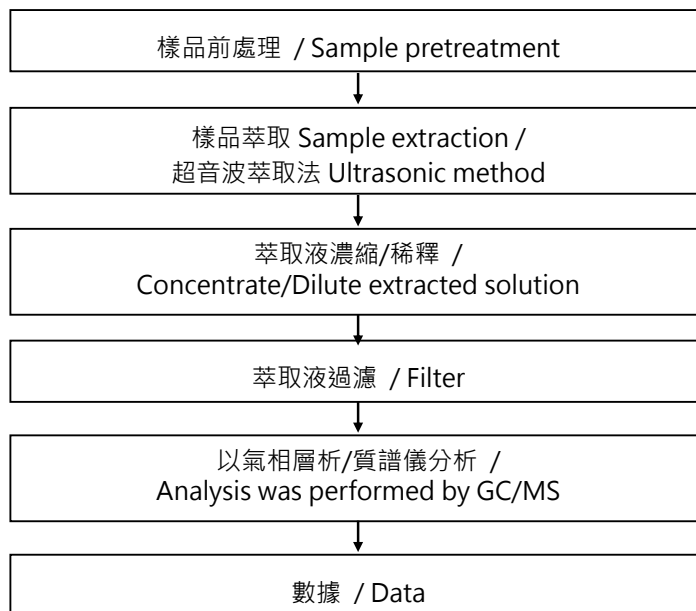 樣品前處理 / Sample pretreatment
樣品萃取 Sample extraction /
超音波萃取法 Ultrasonic method
萃取液濃縮/稀釋 /
Concentrate/Dilute extracted solution
萃取液過濾 / Filter
以氣相層析/質譜儀分析 /
Analysis was performed by GC/MS
數據 / Data